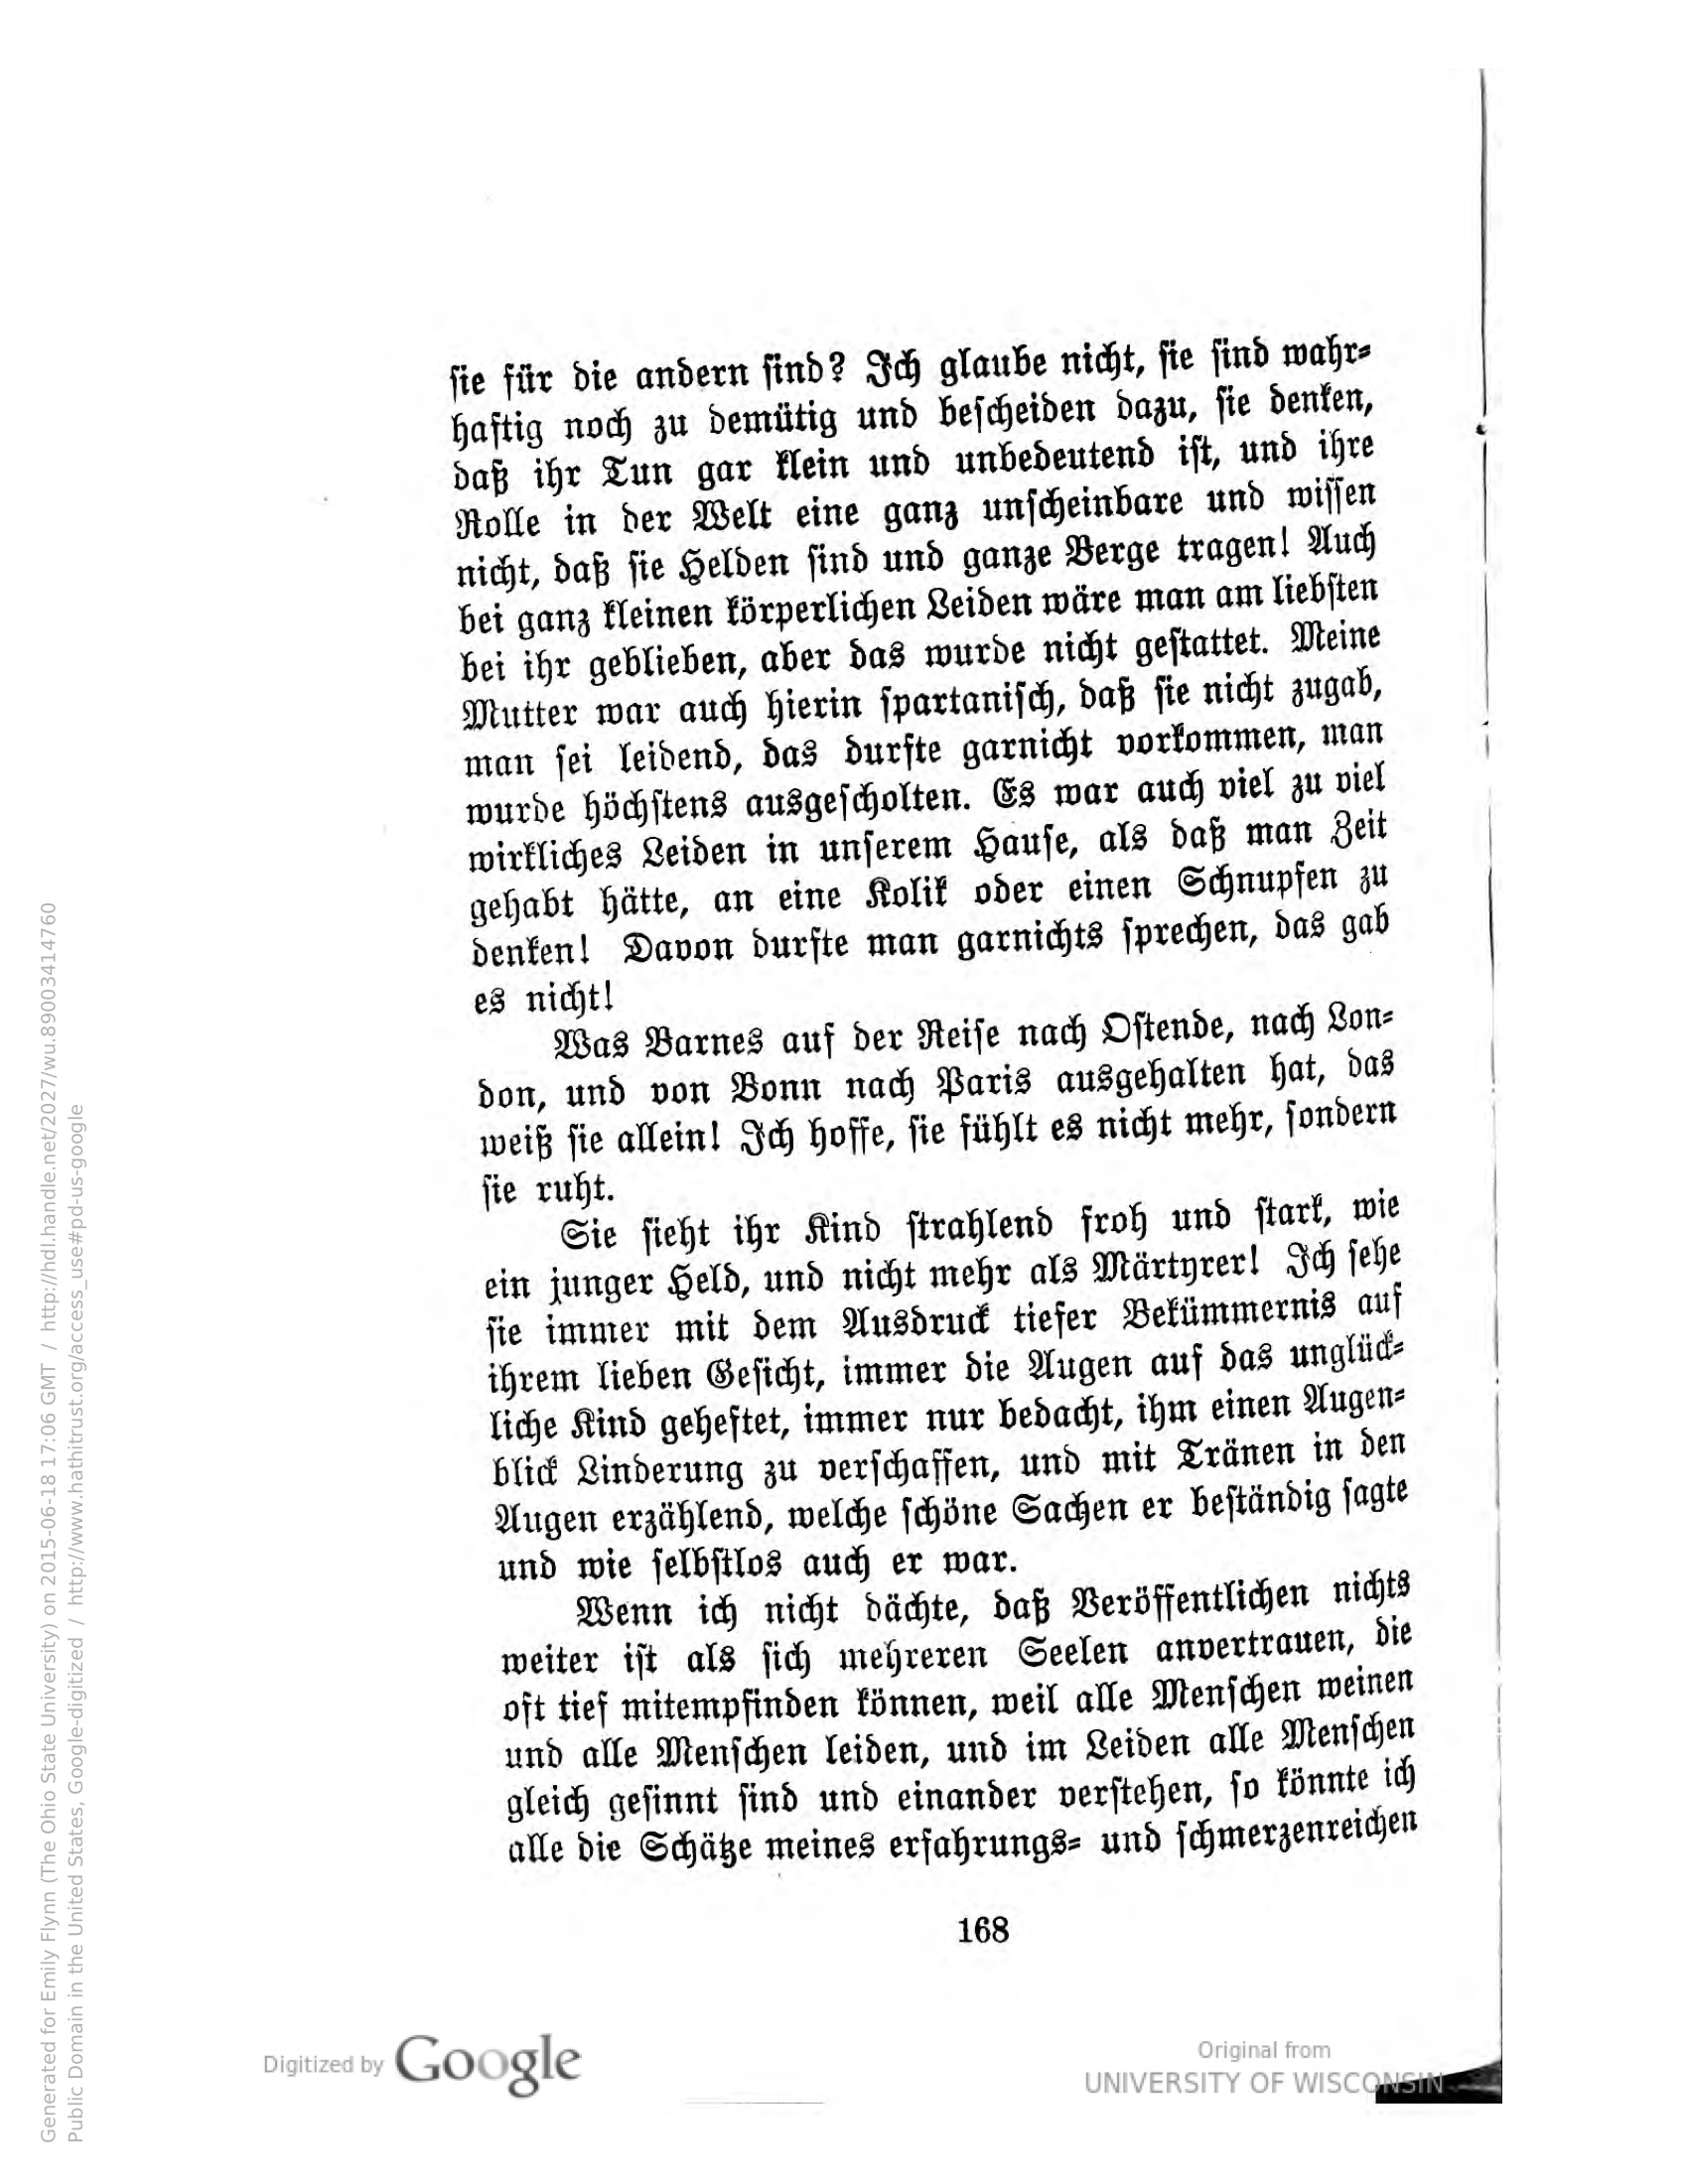 sie für die andern sind? Ich glaube nicht, sie sind wahr-
haftig noch zu demütig und bescheiden dazu, sie denken,
daß ihr Tun gar klein und unbedeutend ist, und ihre
Rolle in der Welt eine ganz unscheinbare und wissen
nicht, daß sie Helden sind und ganze Berge tragen! Auch
bei ganz kleinen körperlichen Leiden wäre man am liebsten
bei ihr geblieben, aber das wurde nicht gestattet. Meine
Mutter war auch hierin spartanisch, daß sie nicht zugab,
man sei leidend, das durfte garnicht vorkommen, man
wurde höchstens ausgescholten. Es war auch viel zu viel
wirkliches Leiden in unserem Hause, als daß man Zeit
gehabt hätte, an eine Kolik oder einen Schnupfen zu
denken! Davon durfte man garnichts sprechen, das gab
es nicht!
Was Barnes auf der Reise nach Ostende, nach Lon-
don, und von Bonn nach Paris ausgehalten hat, das
weiß sie allein! Ich hoffe, sie fühlt es nicht mehr, sondern
sie ruht.
Sie sieht ihr Kind strahlend froh und stark, wie
ein junger Held, und nicht mehr als Märtyrer! Ich sehe
sie immer mit dem Ausdruck tiefer Bekümmernis auf
ihrem lieben Gesicht, immer die Augen auf das unglück-
liche Kind geheftet, immer nur bedacht, ihm einen Augen-
blick Linderung zu verschaffen, und mit Tränen in den
Augen erzählend, welche schöne Sachen er beständig sagte
und wie selbstlos auch er war.
Wenn ich nicht dächte, daß Veröffentlichen nichts
weiter ist als sich mehreren Seelen anvertrauen, die
oft tief mitempfinden können, weil alle Menschen weinen
und alle Menschen leiden, und im Leiden alle Menschen
gleich gesinnt sind und einander verstehen, so könnte ich
alle die Schätze meines erfahrungs- und schmerzenreichen
168
Digitized by Google
Original from
UNIVERSITY OF WISCONSIN
Generated for Emily Flynn (The Ohio State University) on 2015-06-18 17:06 GMT / http://hdl.handle.net/2027/wu.89003414760
Public Domain in the United States, Google-digitized / http://www.hathitrust.org/access_use#pd-us-google